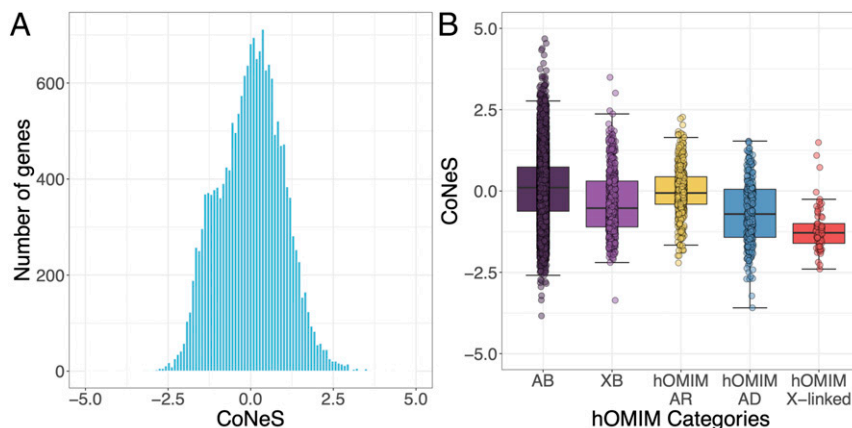 A
Number of genes
600
400
200
0
−5.0 −2.5 0.0 2.5 5.0
CoNeS
B
CoNeS
5.0
2.5
0.0
−2.5
−5.0
AB XB hOMIM hOMIM hOMIM
AR AD X-linked
hOMIM Categories